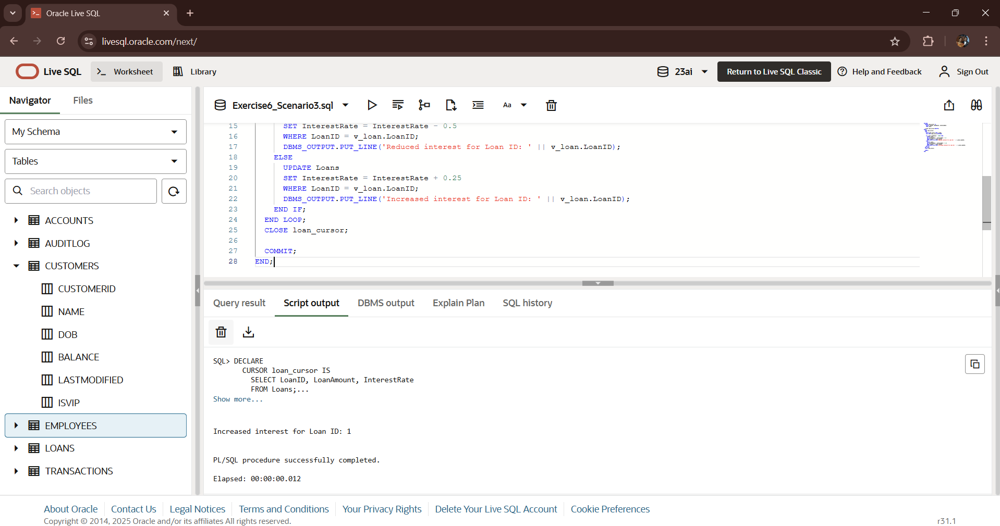 Oracle Live SQL
livesql.oracle.com/next/
Live SQL
Worksheet
Library
23ai
Return to Live SQL Classic
Help and Feedback
Sign Out
Navigator
Files
My Schema
Tables
Search objects
ACCOUNTS
AUDITLOG
CUSTOMERS
CUSTOMERID
NAME
DOB
BALANCE
LASTMODIFIED
ISVIP
EMPLOYEES
LOANS
TRANSACTIONS
Exercise6_Scenario3.sql
Aa
15 SET InterestRate = InterestRate - 0.5
16 WHERE LoanID = v_loan.LoanID;
17 DBMS_OUTPUT.PUT_LINE('Reduced interest for Loan ID: ' || v_loan.LoanID);
18 ELSE
19 UPDATE Loans
20 SET InterestRate = InterestRate + 0.25
21 WHERE LoanID = v_loan.LoanID;
22 DBMS_OUTPUT.PUT_LINE('Increased interest for Loan ID: ' || v_loan.LoanID);
23 END IF;
24 END LOOP;
25 CLOSE loan_cursor;
26
27 COMMIT;
28 END;
Query result
Script output
DBMS output
Explain Plan
SQL history
SQL> DECLARE
CURSOR loan_cursor IS
SELECT LoanID, LoanAmount, InterestRate
FROM Loans;...
Show more...
Increased interest for Loan ID: 1
PL/SQL procedure successfully completed.
Elapsed: 00:00:00.012
About Oracle
Contact Us
Legal Notices
Terms and Conditions
Your Privacy Rights
Delete Your Live SQL Account
Cookie Preferences
Copyright © 2014, 2025 Oracle and/or its affiliates All rights reserved.
r31.1